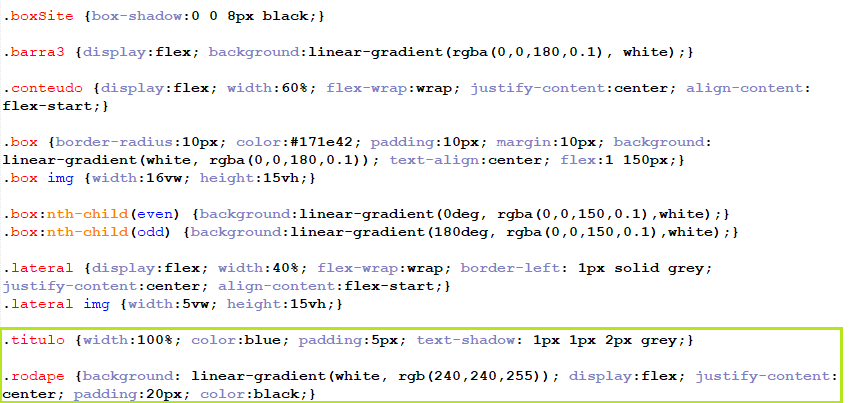 .boxSite {box-shadow:0 0 8px black;}
.barra3 {display:flex; background:linear-gradient(rgba(0,0,180,0.1), white);}
.conteudo {display:flex; width:60%; flex-wrap:wrap; justify-content:center; align-content:
flex-start;}
.box {border-radius:10px; color:#171e42; padding:10px; margin:10px; background:
linear-gradient(white, rgba(0,0,180,0.1)); text-align:center; flex:1 150px;}
.box img {width:16vw; height:15vh;}
.box:nth-child(even) {background:linear-gradient(0deg, rgba(0,0,150,0.1),white);}
.box:nth-child(odd) {background:linear-gradient(180deg, rgba(0,0,150,0.1),white);}
.lateral {display:flex; width:40%; flex-wrap:wrap; border-left: 1px solid grey;
justify-content:center; align-content:flex-start;}
.lateral img {width:5vw; height:15vh;}
.titulo {width:100%; color:blue; padding:5px; text-shadow: 1px 1px 2px grey;}
.rodape {background: linear-gradient(white, rgb(240,240,255)); display:flex; justify-content:
center; padding:20px; color:black;}